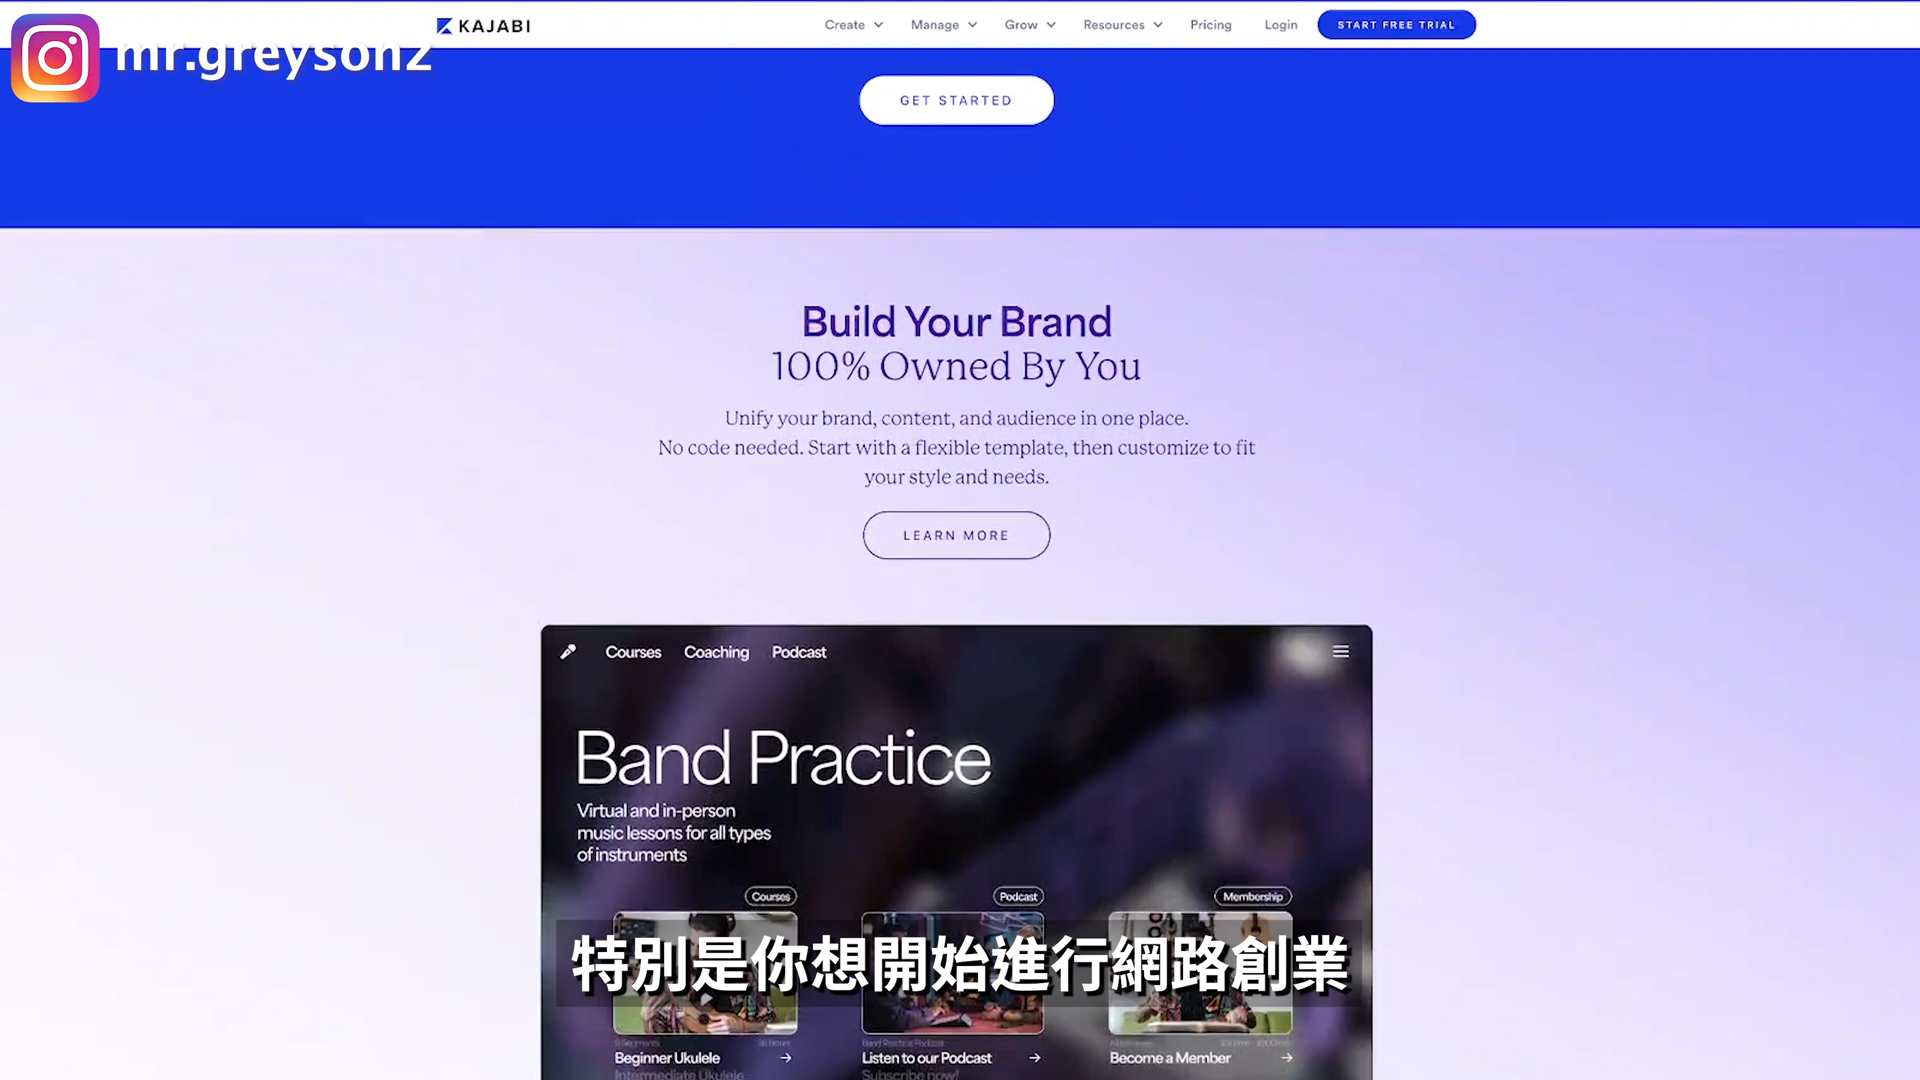 KAJABI
Create
Manage
Grow
Resources
Pricing
Login
START FREE TRIAL
mr.greysonz
GET STARTED
Build Your Brand
100% Owned By You
Unify your brand, content, and audience in one place.
No code needed. Start with a flexible template, then customize to fit
your style and needs.
LEARN MORE
Courses
Coaching
Podcast
Band Practice
Virtual and in-person
music lessons for all types
of instruments
Courses
Podcast
Membership
特別是你想開始進行網路創業
Beginner Ukulele
Listen to our Podcast
Become a Member
Intermediate Ukulele
Subscribe now!